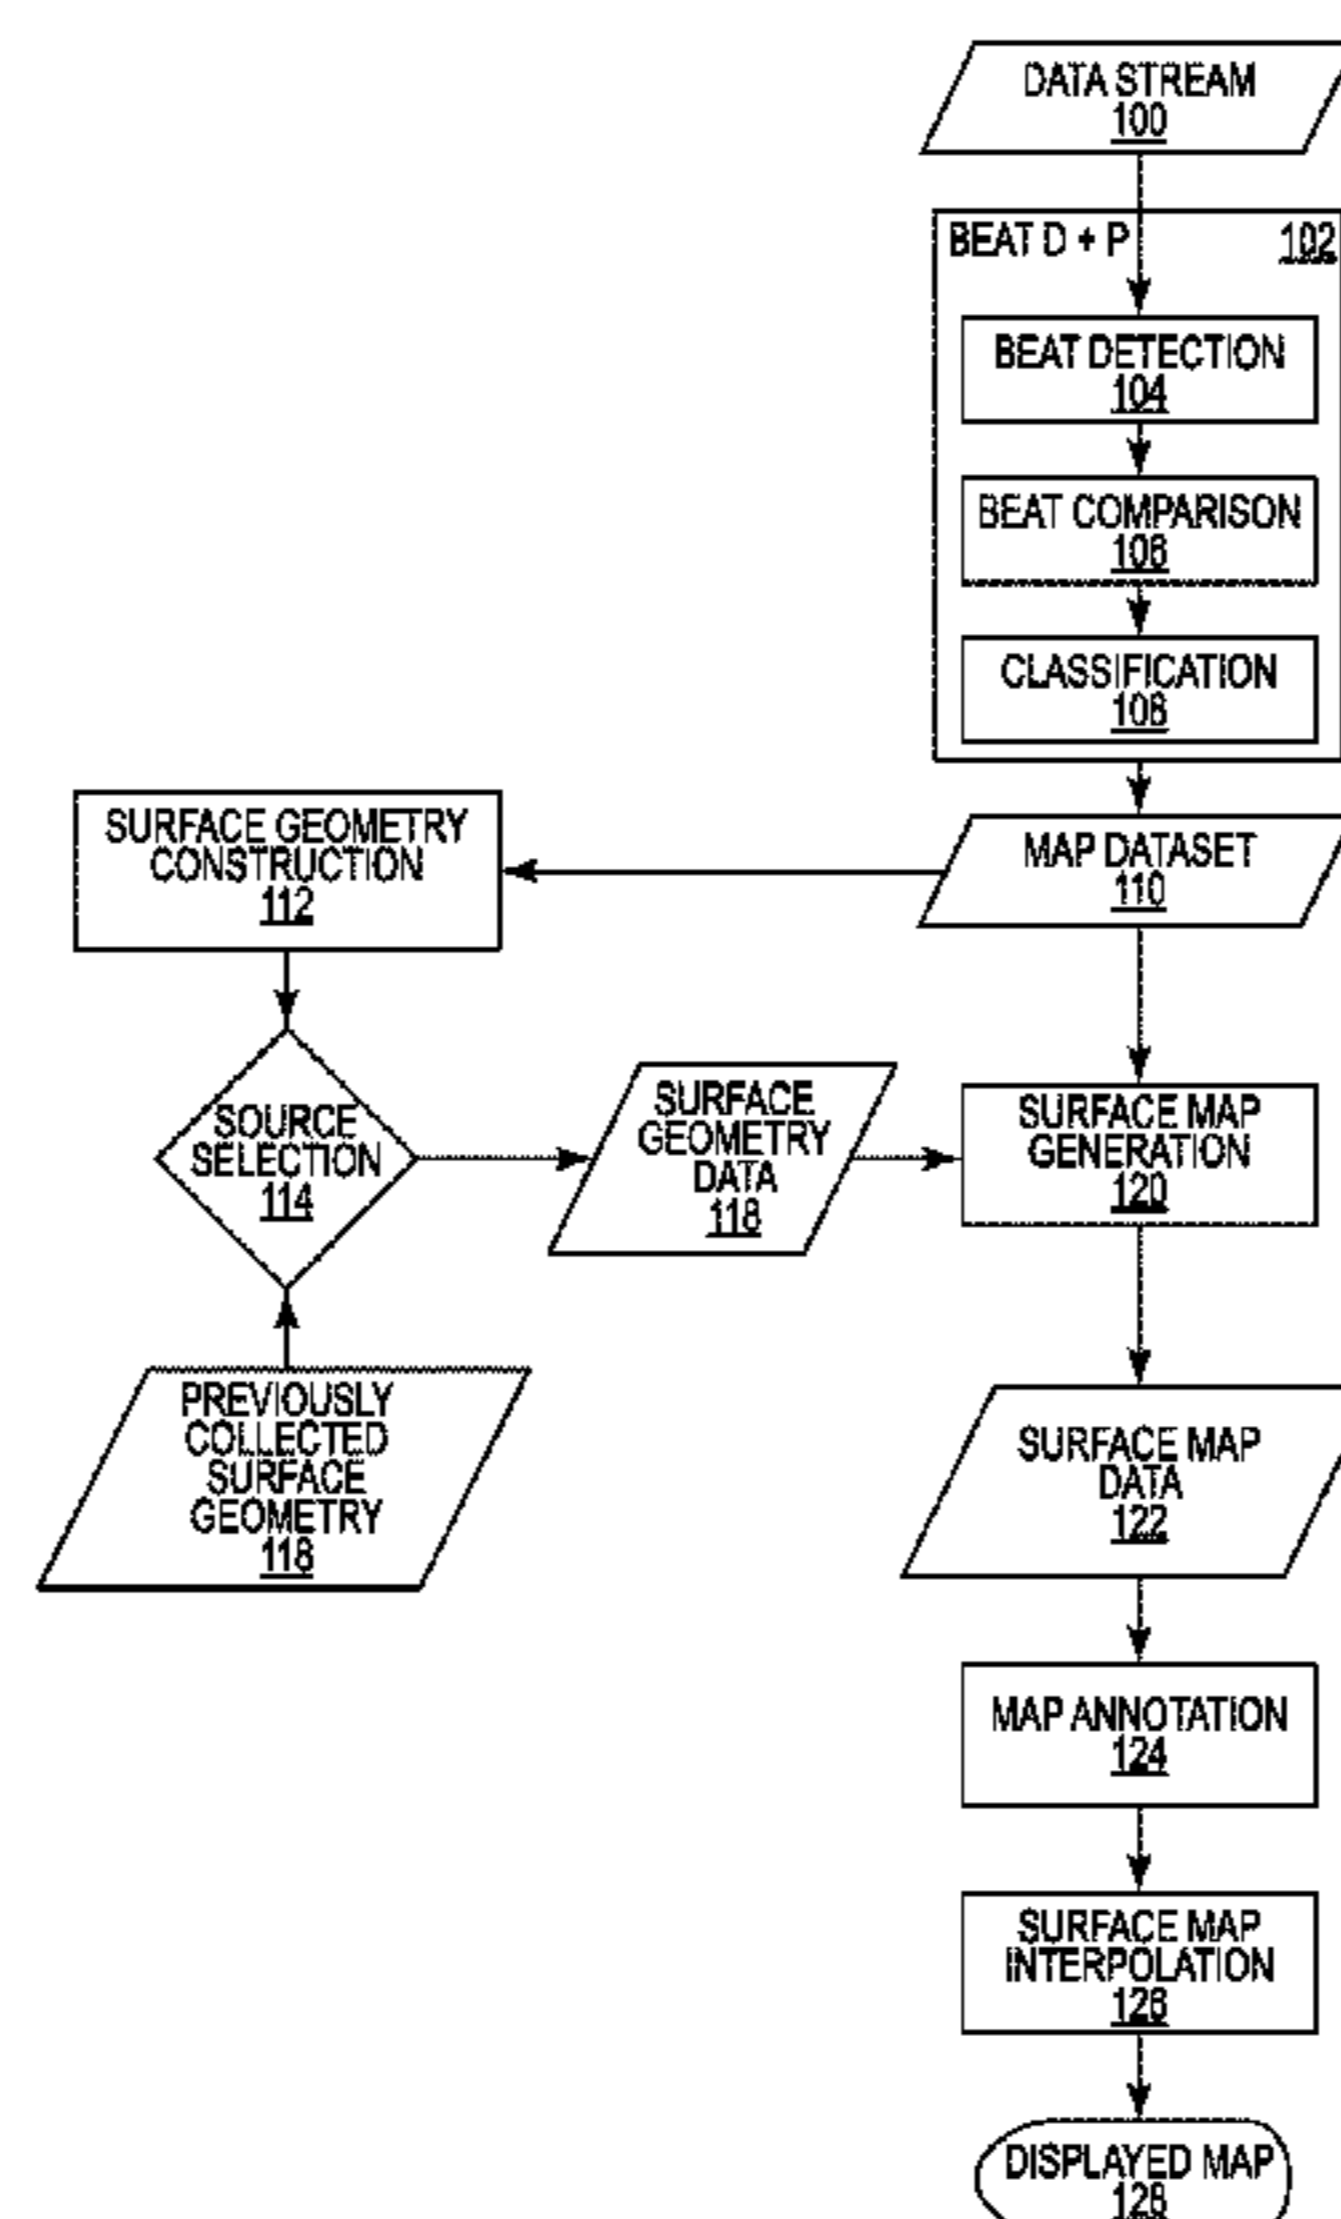 DATA STREAM
100
BEAT D + P
102
BEAT DETECTION
104
BEAT COMPARISON
106
CLASSIFICATION
108
SURFACE GEOMETRY
CONSTRUCTION
112
MAP DATASET
110
SOURCE
SELECTION
114
SURFACE
GEOMETRY
DATA
118
SURFACE MAP
GENERATION
120
PREVIOUSLY
COLLECTED
SURFACE
GEOMETRY
118
SURFACE MAP
DATA
122
MAP ANNOTATION
124
SURFACE MAP
INTERPOLATION
126
DISPLAYED MAP
128